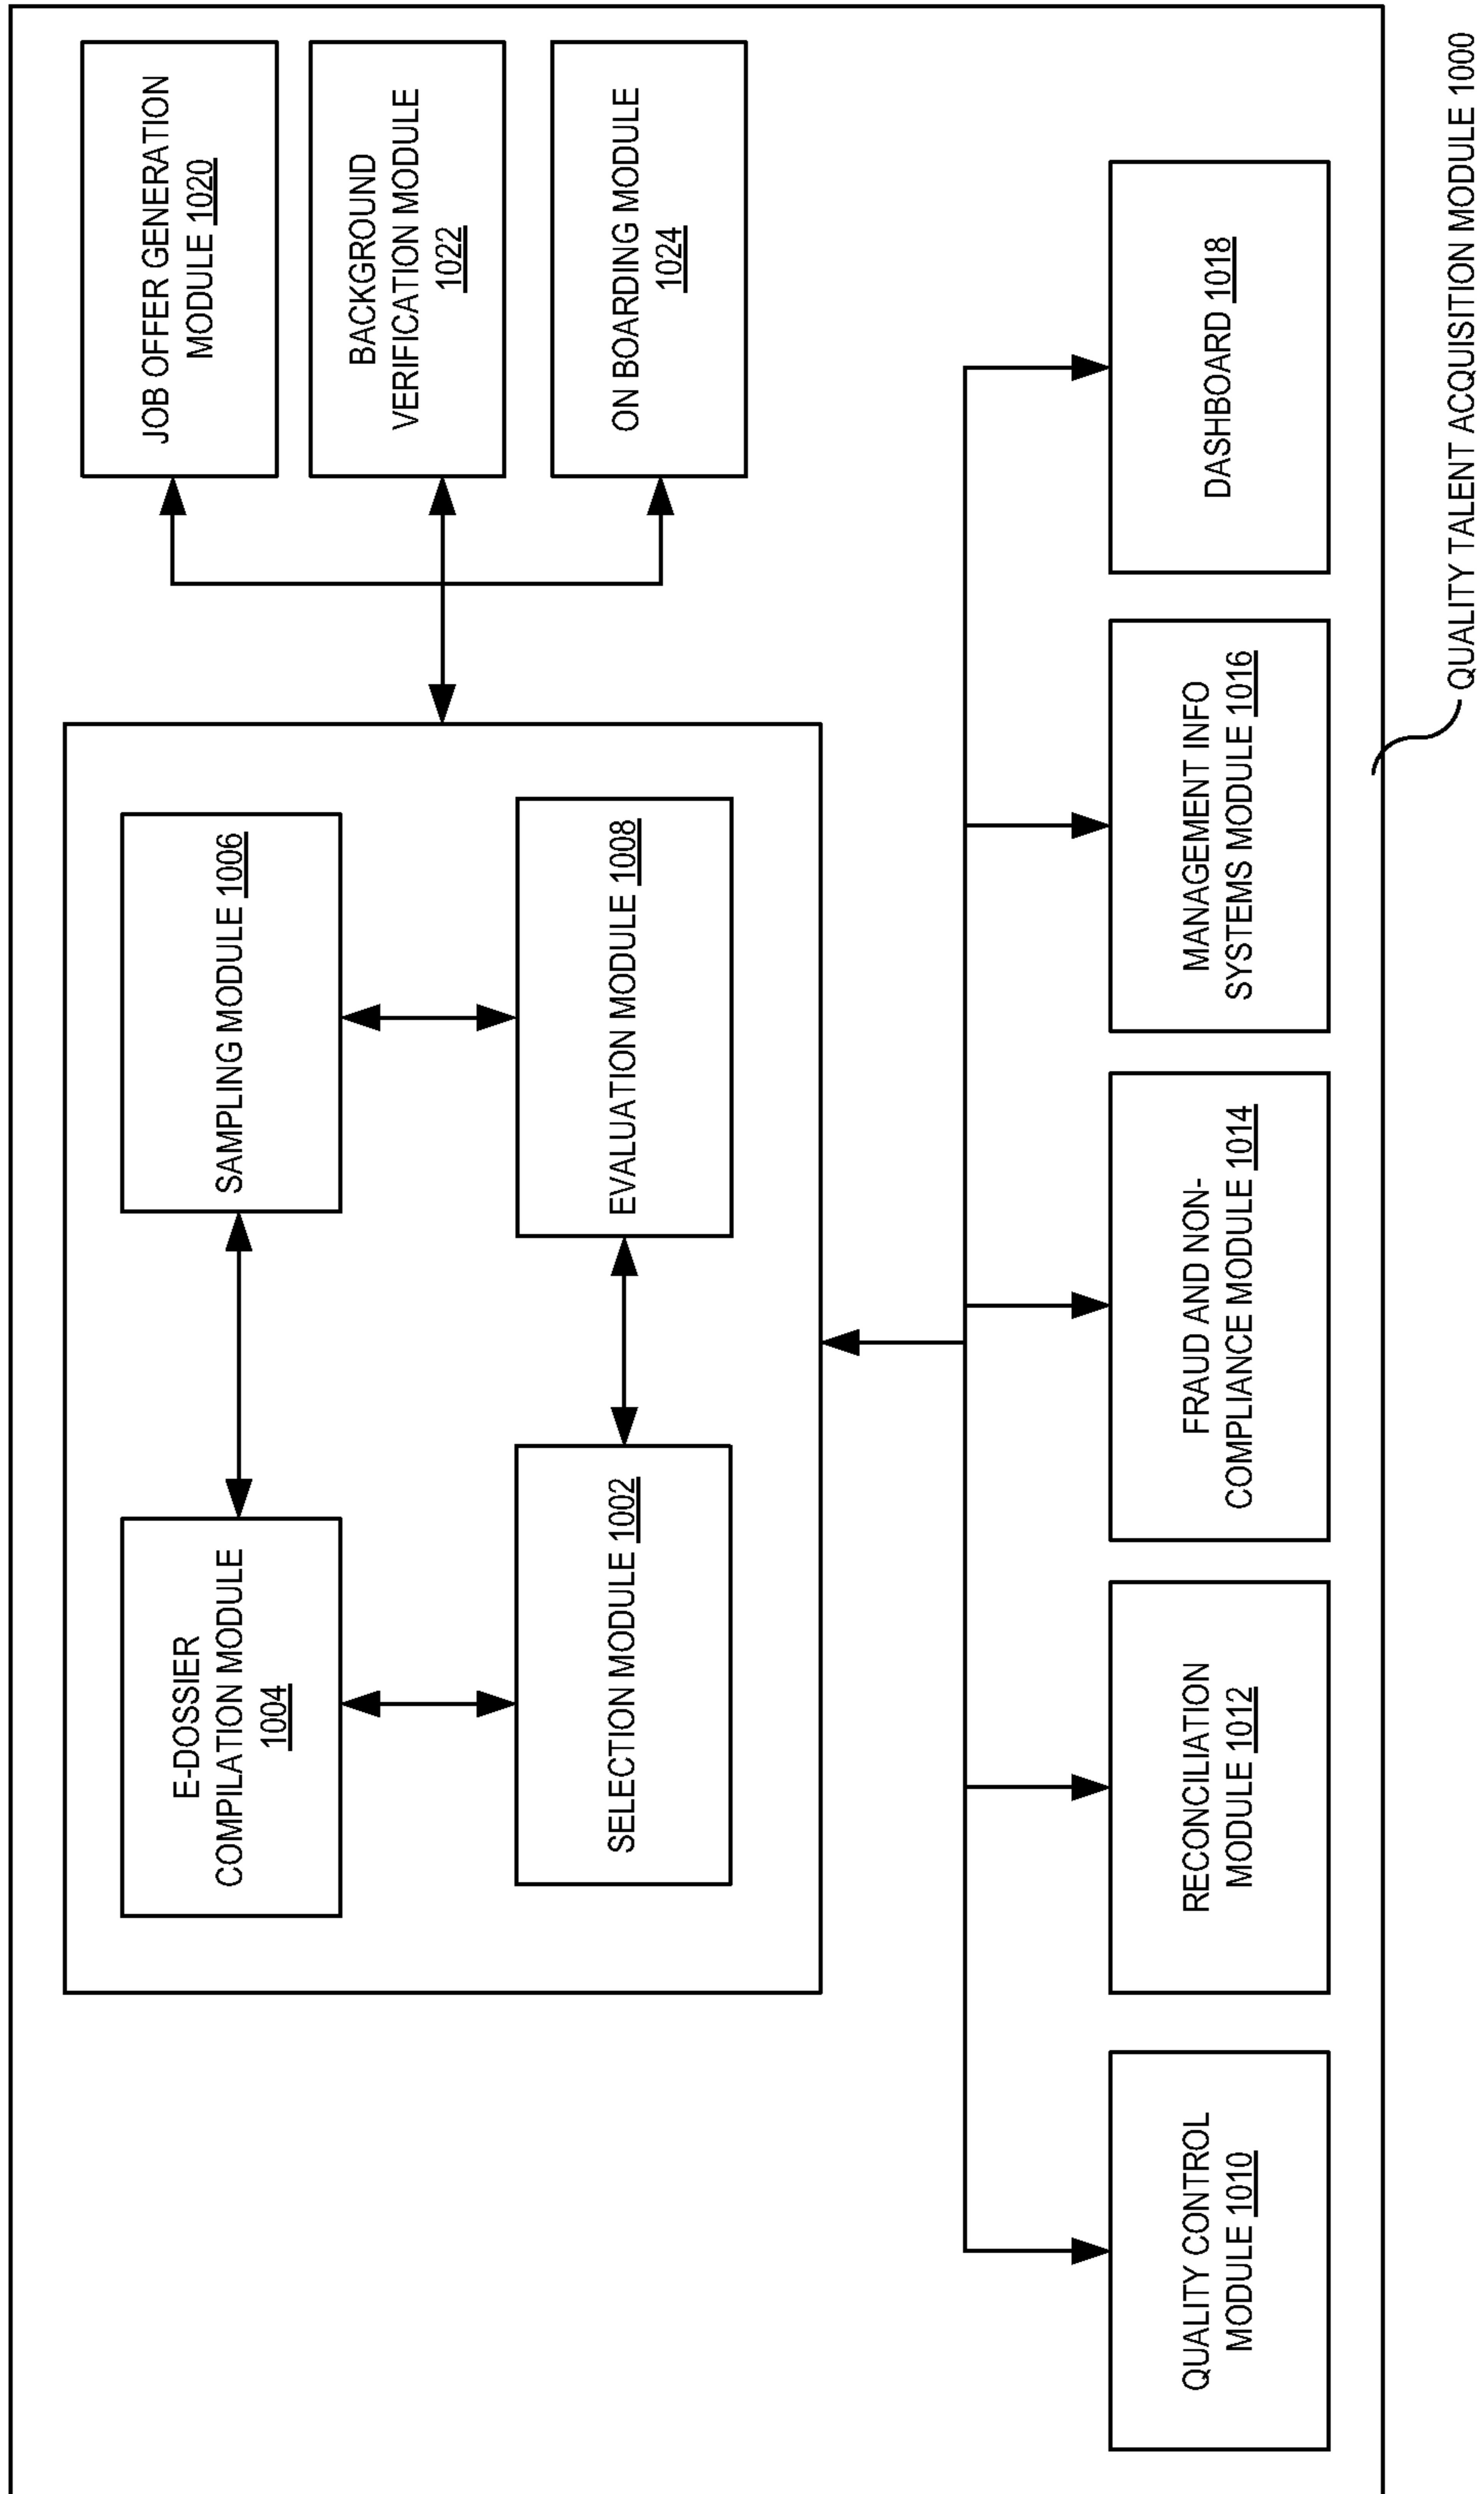 E-DOSSIER
COMPILATION MODULE
1004
SAMPLING MODULE 1006
SELECTION MODULE 1002
EVALUATION MODULE 1008
JOB OFFER GENERATION
MODULE 1020
BACKGROUND
VERIFICATION MODULE
1022
ON BOARDING MODULE
1024
QUALITY CONTROL
MODULE 1010
RECONCILIATION
MODULE 1012
FRAUD AND NON-
COMPLIANCE MODULE 1014
MANAGEMENT INFO
SYSTEMS MODULE 1016
DASHBOARD 1018
QUALITY TALENT ACQUISITION MODULE 1000